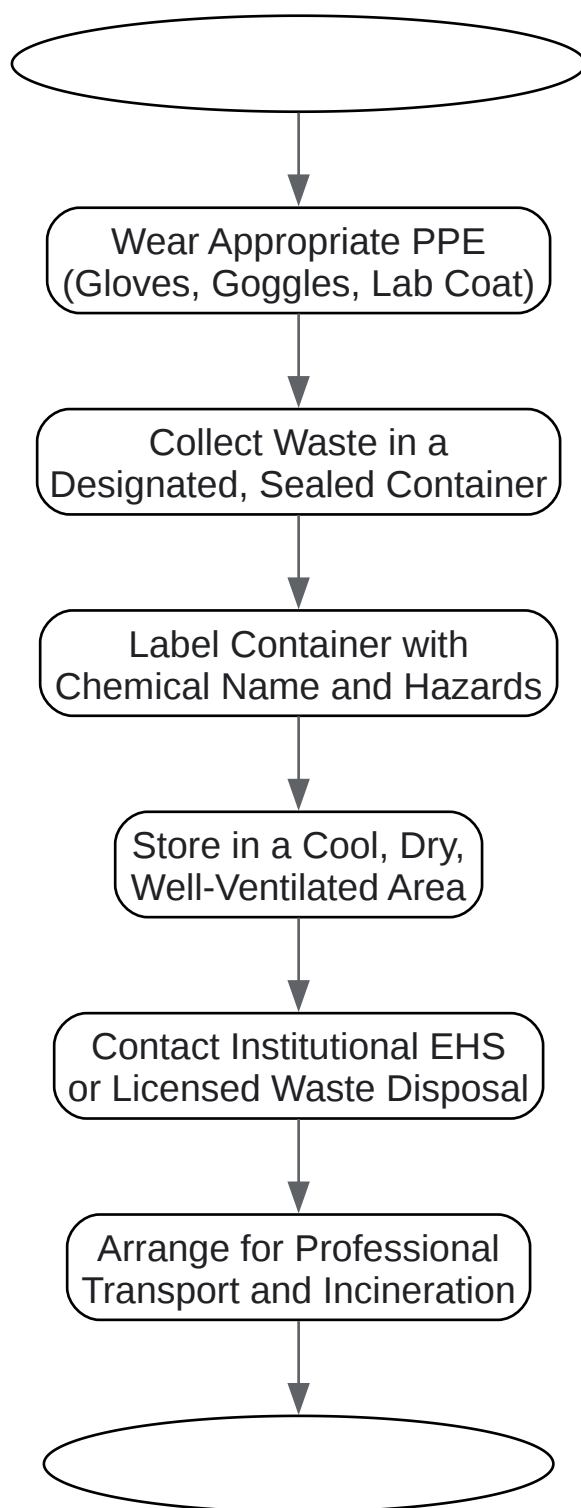 Wear Appropriate PPE
(Gloves, Goggles, Lab Coat)
Collect Waste in a
Designated, Sealed Container
Label Container with
Chemical Name and Hazards
Store in a Cool, Dry,
Well-Ventilated Area
Contact Institutional EHS
or Licensed Waste Disposal
Arrange for Professional
Transport and Incineration